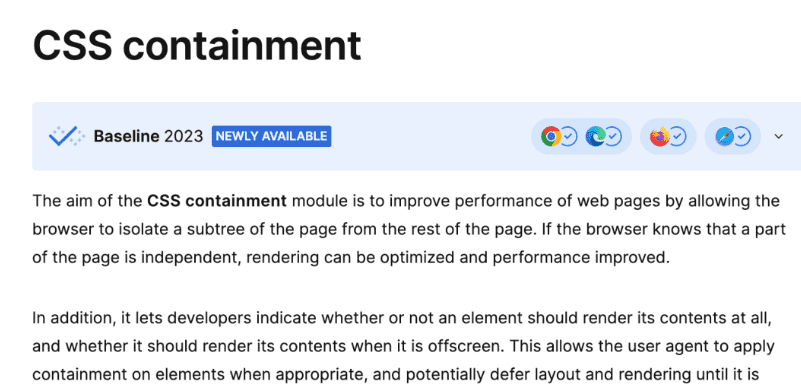 CSS containment
Baseline 2023 NEWLY AVAILABLE
The aim of the CSS containment module is to improve performance of web pages by allowing the
browser to isolate a subtree of the page from the rest of the page. If the browser knows that a part
of the page is independent, rendering can be optimized and performance improved.
In addition, it lets developers indicate whether or not an element should render its contents at all,
and whether it should render its contents when it is offscreen. This allows the user agent to apply
containment on elements when appropriate, and potentially defer layout and rendering until it is